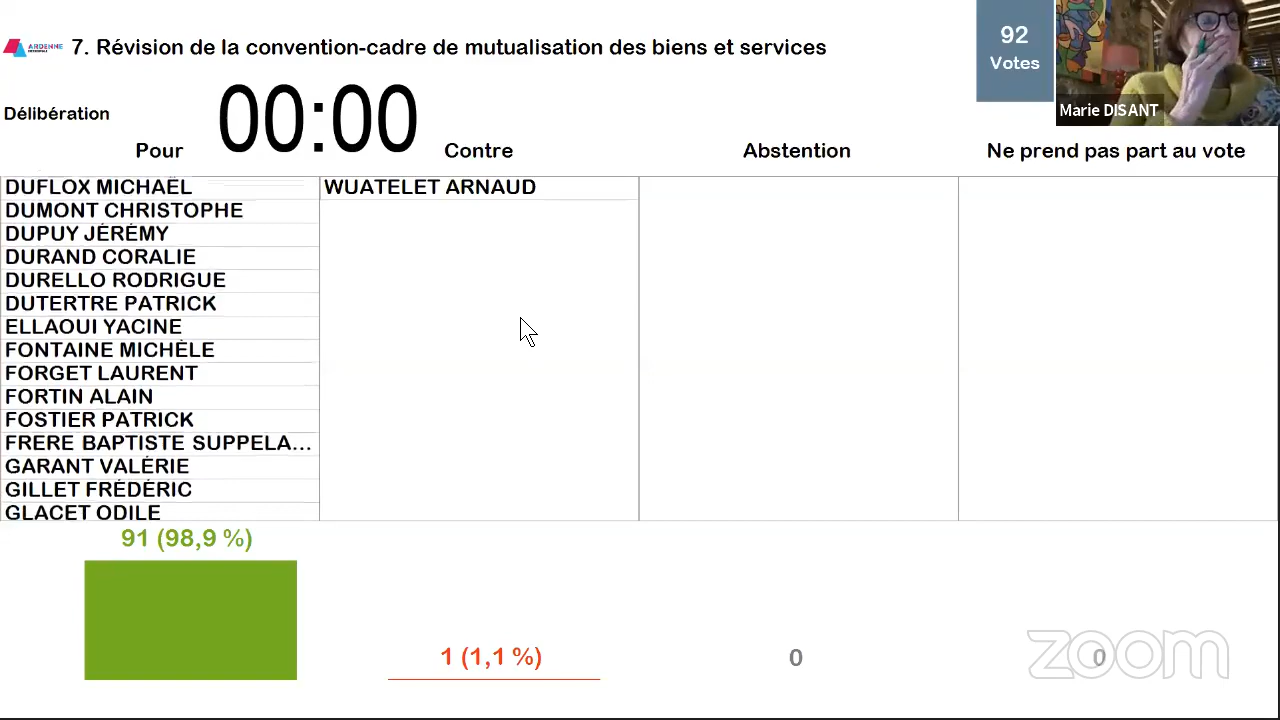 ARDENNE
7. Révision de la convention-cadre de mutualisation des biens et services
92
Votes
Marie DISANT
Délibération
00:00
Pour
Contre
Abstention
Ne prend pas part au vote
DUFLOX MICHAËL
DUMONT CHRISTOPHE
DUPUY JÉRÉMY
DURAND CORALIE
DURELLO RODRIGUE
DUTERTRE PATRICK
ELLAOUI YACINE
FONTAINE MICHÈLE
FORGET LAURENT
FORTIN ALAIN
FOSTIER PATRICK
FRERE BAPTISTE SUPPELA...
GARANT VALÉRIE
GILLET FRÉDÉRIC
GLACET ODILE
WUATELET ARNAUD
91 (98,9 %)
1 (1,1 %)
0
0
zoom